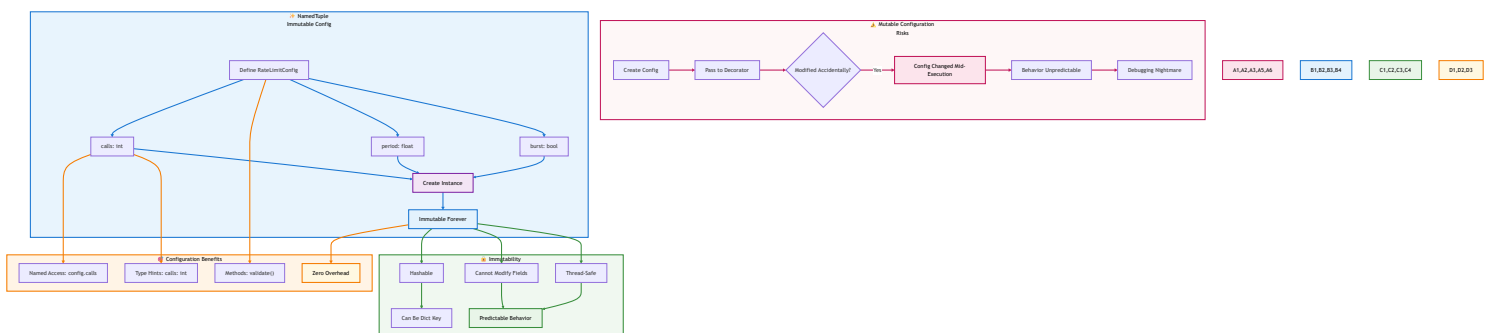 ✨ NamedTuple
Immutable Config
Define RateLimitConfig
calls: int
period: float
burst: bool
Create Instance
Immutable Forever
Configuration Benefits
Named Access: config.calls
Type Hints: calls: int
Methods: validate()
Zero Overhead
Immutability
Hashable
Cannot Modify Fields
Thread-Safe
Can Be Dict Key
Predictable Behavior
Mutable Configuration
Risks
Create Config
Pass to Decorator
Modified Accidentally?
Yes
Config Changed Mid-
Execution
Behavior Unpredictable
Debugging Nightmare
A1,A2,A3,A5,A6
B1,B2,B3,B4
C1,C2,C3,C4
D1,D2,D3